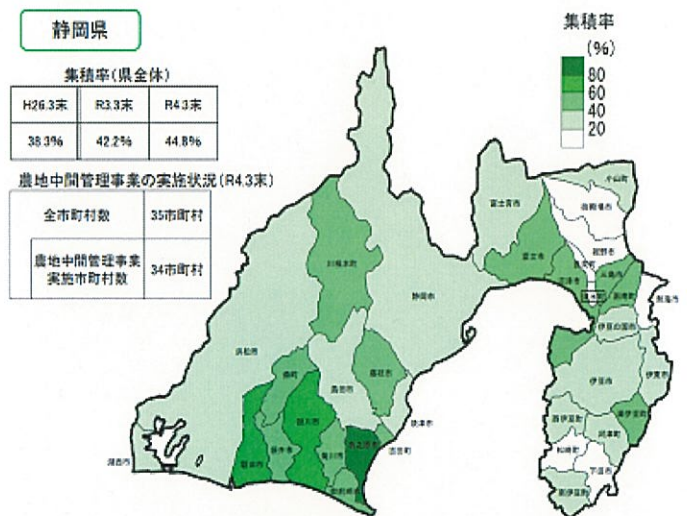 静岡県
集積率(県全体)
H26.3末 R3.3末 R4.3末
38.3% 42.2% 44.8%
農地中間管理事業の実施状況(R4.3末)
全市町村数 35市町村
農地中間管理事業
実施市町村数 34市町村
集積率
(%)
80
60
40
20
小山町
御殿場市
富士宮市
裾野市
富士市
長泉町
三島市
沼津市
清水町
函南町
熱海市
川根本町
静岡市
伊豆の国市
浜松市
伊豆市
伊東市
藤枝市
森町
島田市
西伊豆町
東伊豆町
河津町
焼津市
掛川市
松崎町
吉田町
牧之原市
下田市
湖西市
磐田市
袋井市
菊川市
御前崎市
南伊豆町